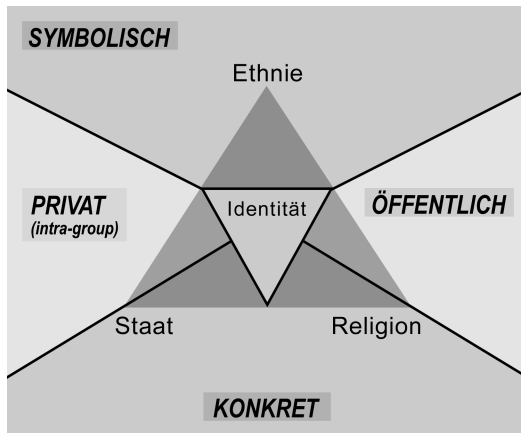 SYMBOLISCH
Ethnie
PRIVAT
(intra-group)
Identität
ÖFFENTLICH
Staat
Religion
KONKRET